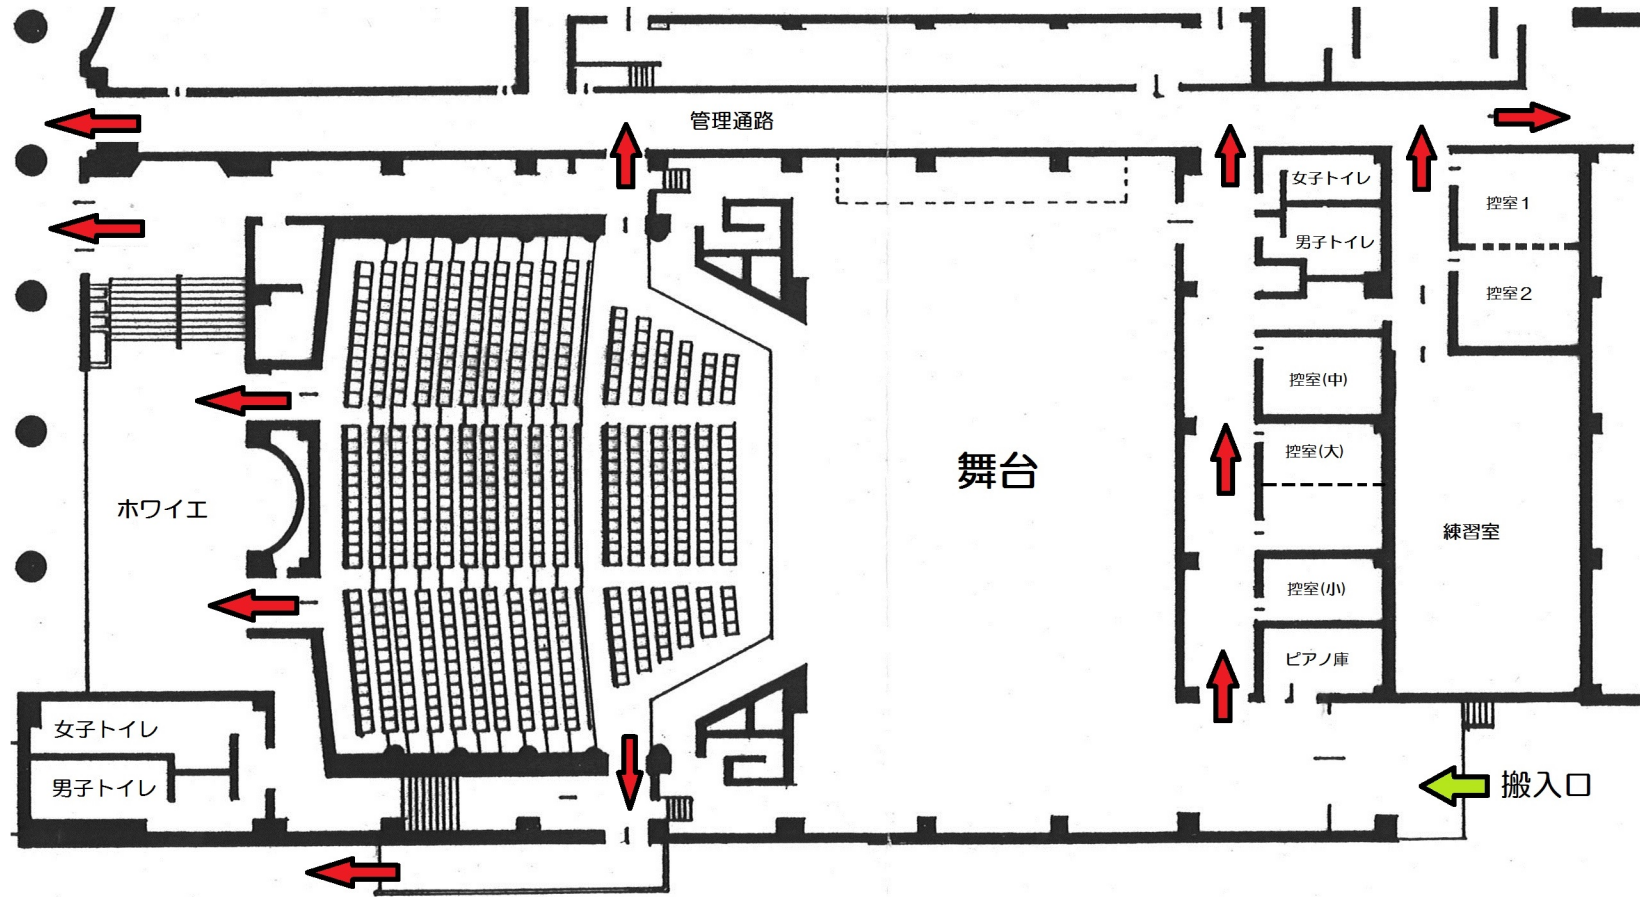 管理通路
女子トイレ
控室1
男子トイレ
控室2
控室(中)
控室(大)
舞台
ホワイエ
練習室
控室(小)
ピアノ庫
女子トイレ
男子トイレ
搬入口